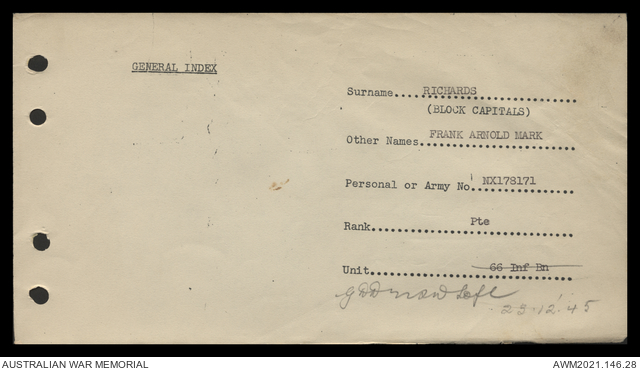 GENERAL INDEX
Surname....RICHARDS
(BLOCK CAPITALS)
Other Names. FRANK ARNOLD MARK
Personal or Army No. NX178171
Rank. Pte
Unit. 66 Inf Bn
23.12.45
AUSTRALIAN WAR MEMORIAL
AWM2021.146.28